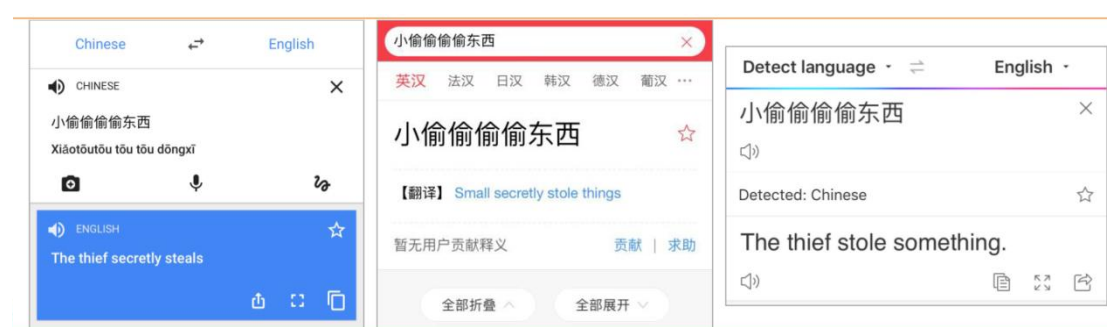 Chinese English
CHINESE
小偷偷偷偷东西
Xiǎotōutōu tōu tōu dōngxī
ENGLISH
The thief secretly steals
小偷偷偷偷东西
英汉 法汉 日汉 韩汉 德汉 葡汉 ···
小偷偷偷偷东西
【翻译】 Small secretly stole things
暂无用户贡献释义 贡献 | 求助
全部折叠 全部展开
Detect language English
小偷偷偷偷东西
Detected: Chinese
The thief stole something.